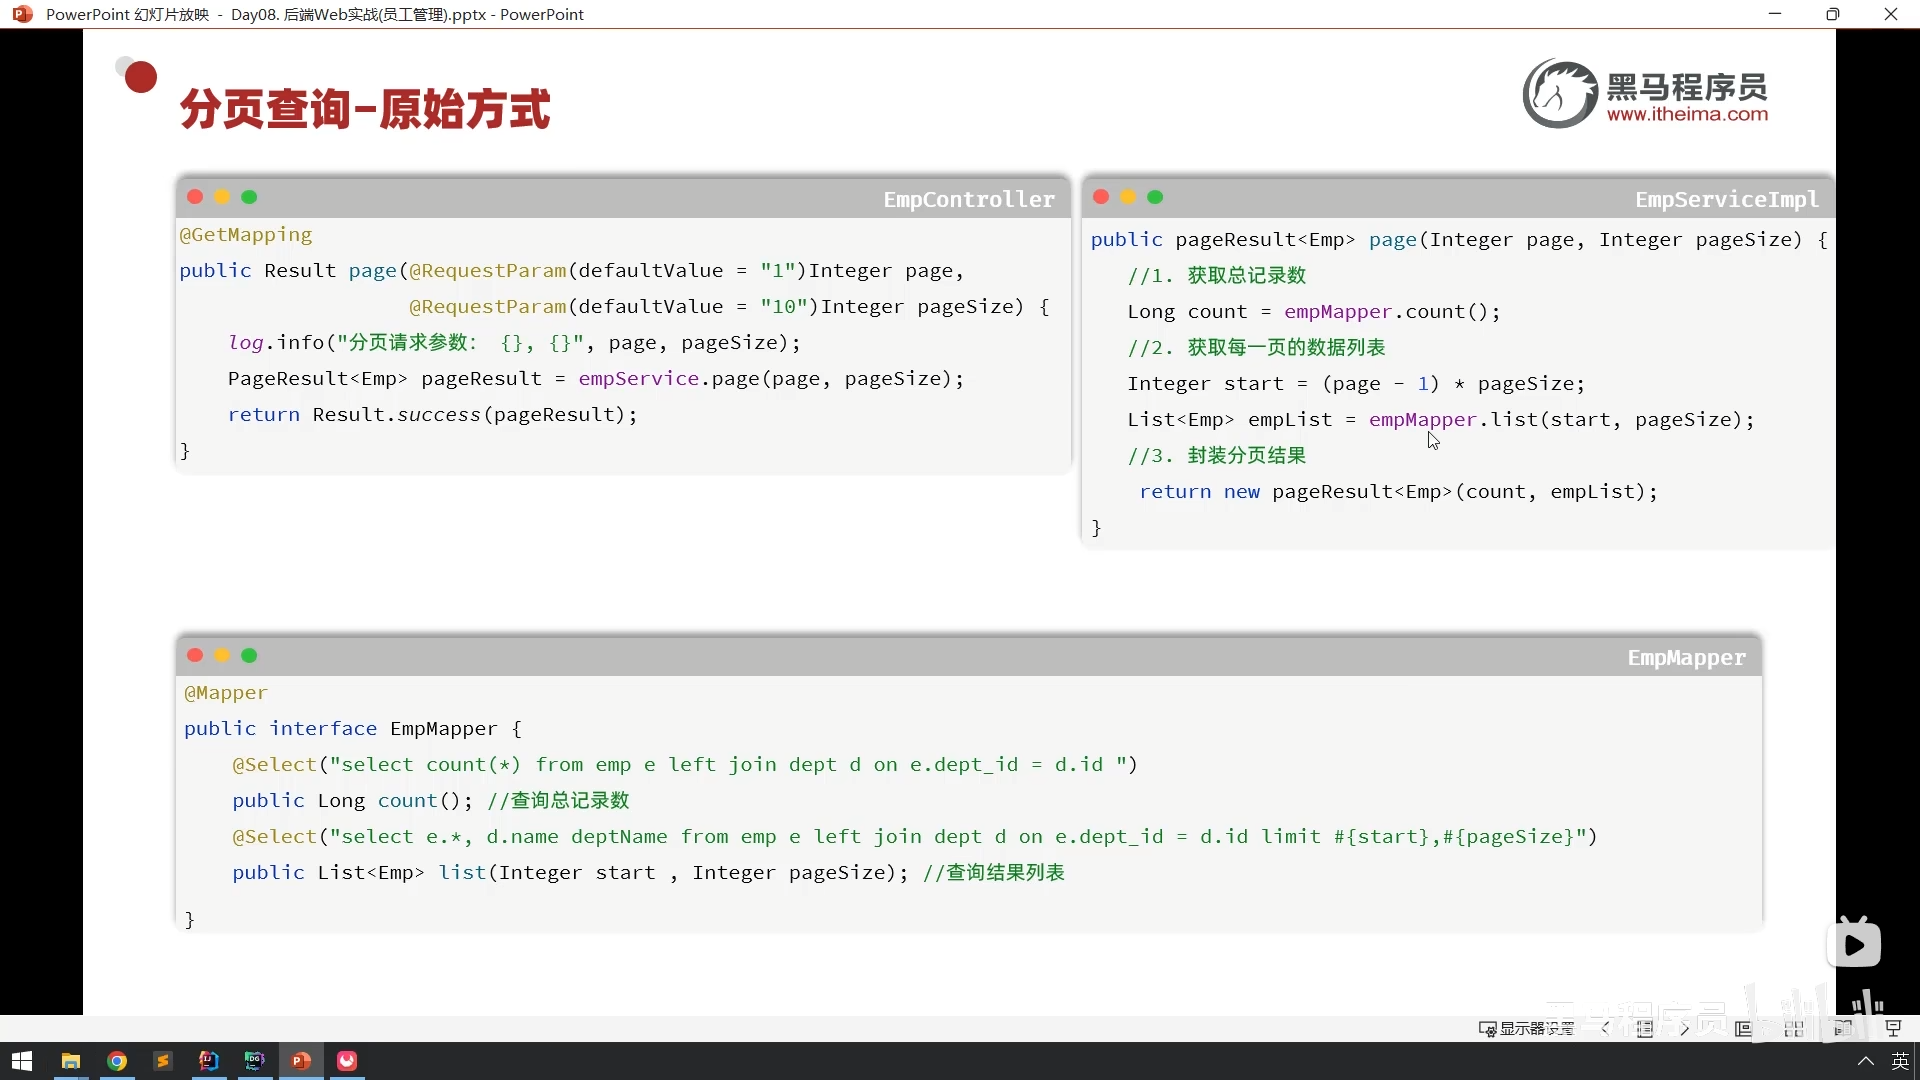 PowerPoint 幻灯片放映 - Day08. 后端Web实战(员工管理).pptx - PowerPoint
分页查询-原始方式
黑马程序员
www.itheima.com
EmpController
@GetMapping
public Result page(@RequestParam(defaultValue = "1")Integer page,
@RequestParam(defaultValue = "10")Integer pageSize) {
log.info("分页请求参数： {}, {}", page, pageSize);
PageResult<Emp> pageResult = empService.page(page, pageSize);
return Result.success(pageResult);
}
EmpServiceImpl
public pageResult<Emp> page(Integer page, Integer pageSize) {
//1. 获取总记录数
Long count = empMapper.count();
//2. 获取每一页的数据列表
Integer start = (page - 1) * pageSize;
List<Emp> empList = empMapper.list(start, pageSize);
//3. 封装分页结果
return new pageResult<Emp>(count, empList);
}
EmpMapper
@Mapper
public interface EmpMapper {
@Select("select count(*) from emp e left join dept d on e.dept_id = d.id ")
public Long count(); //查询总记录数
@Select("select e.*, d.name deptName from emp e left join dept d on e.dept_id = d.id limit #{start},#{pageSize}")
public List<Emp> list(Integer start , Integer pageSize); //查询结果列表
}
黑马程序员
显示器设置
英